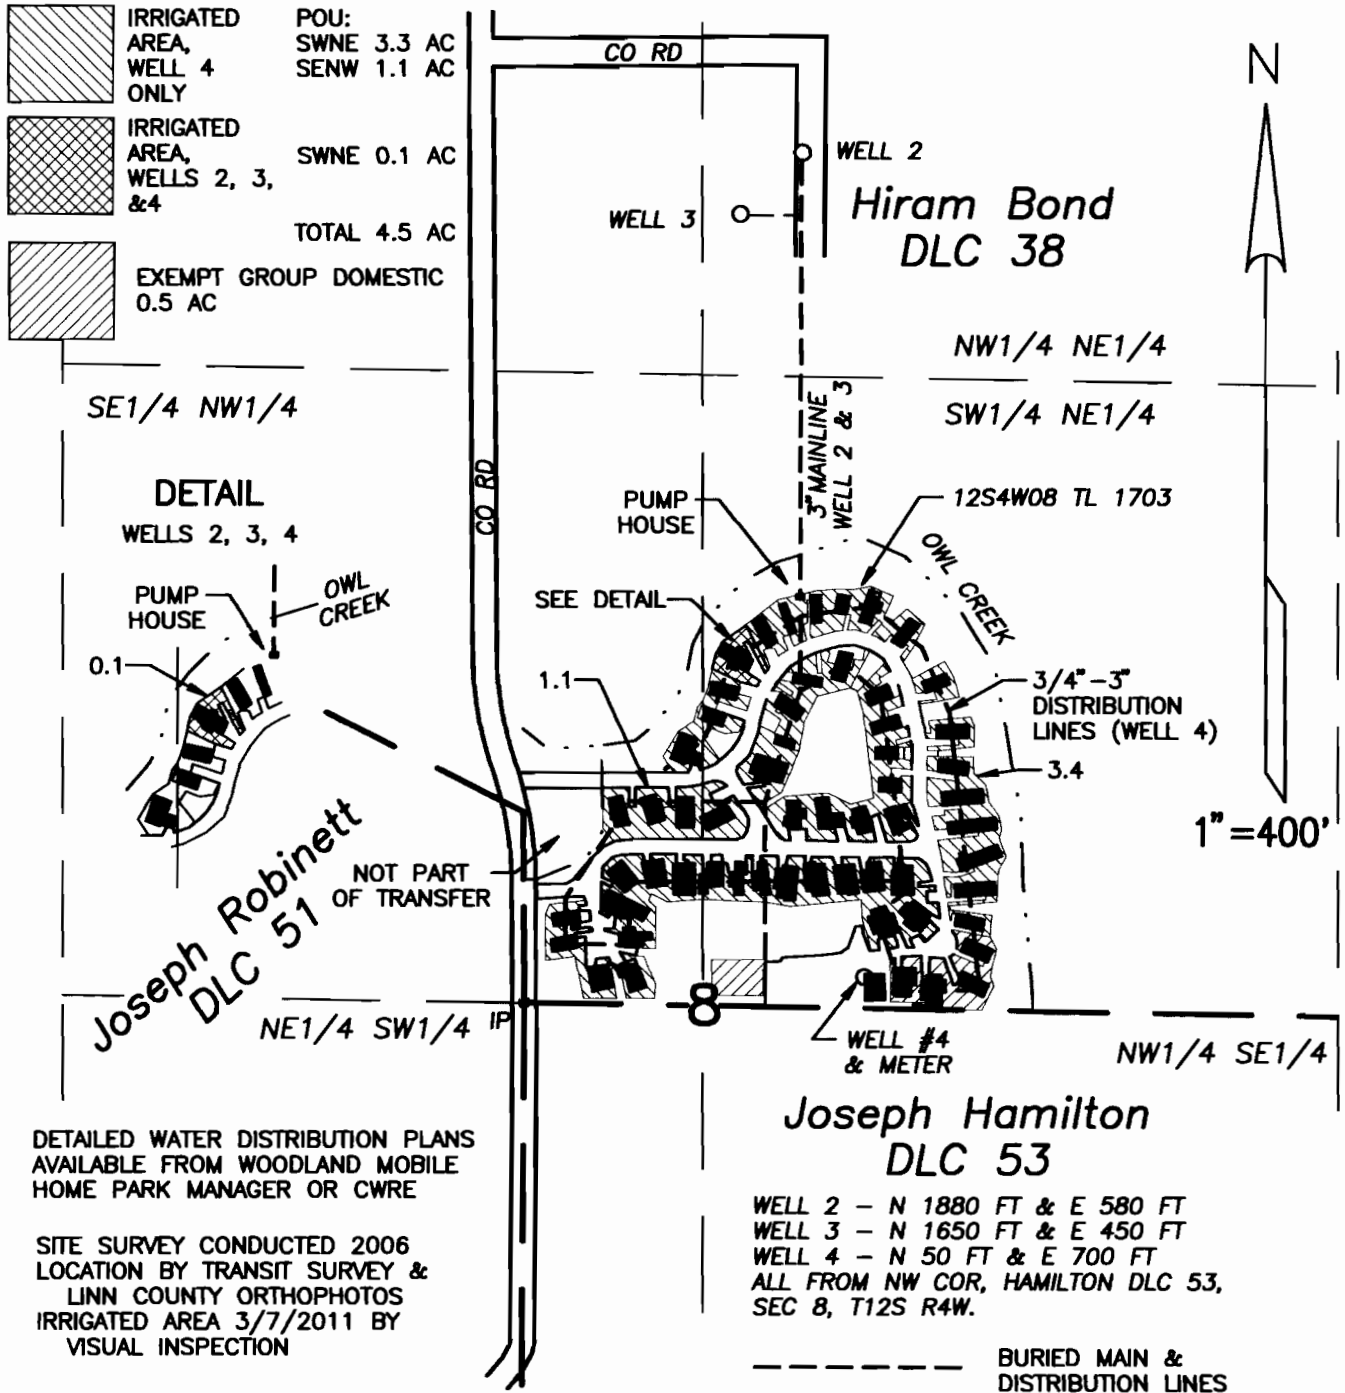 IRRIGATED
AREA,
WELL 4
ONLY
POU:
SWNE 3.3 AC
SENW 1.1 AC
IRRIGATED
AREA,
WELLS 2, 3,
&4
SWNE 0.1 AC
TOTAL 4.5 AC
EXEMPT GROUP DOMESTIC
0.5 AC
CO RD
N
WELL 2
WELL 3
Hiram Bond
DLC 38
NW1/4 NE1/4
SE1/4 NW1/4
SW1/4 NE1/4
3" MAINLINE
WELL 2 & 3
CO RD
DETAIL
WELLS 2, 3, 4
PUMP
HOUSE
OWL
CREEK
0.1
PUMP
HOUSE
12S4W08 TL 1703
OWL CREEK
SEE DETAIL
1.1
3/4"-3"
DISTRIBUTION
LINES (WELL 4)
3.4
1"=400'
NOT PART
OF TRANSFER
Joseph Robinett
DLC 51
NE1/4 SW1/4
IP
8
WELL #4
& METER
NW1/4 SE1/4
Joseph Hamilton
DLC 53
DETAILED WATER DISTRIBUTION PLANS
AVAILABLE FROM WOODLAND MOBILE
HOME PARK MANAGER OR CWRE
SITE SURVEY CONDUCTED 2006
LOCATION BY TRANSIT SURVEY &
LINN COUNTY ORTHOPHOTOS
IRRIGATED AREA 3/7/2011 BY
VISUAL INSPECTION
WELL 2 - N 1880 FT & E 580 FT
WELL 3 - N 1650 FT & E 450 FT
WELL 4 - N 50 FT & E 700 FT
ALL FROM NW COR, HAMILTON DLC 53,
SEC 8, T12S R4W.
BURIED MAIN &
DISTRIBUTION LINES